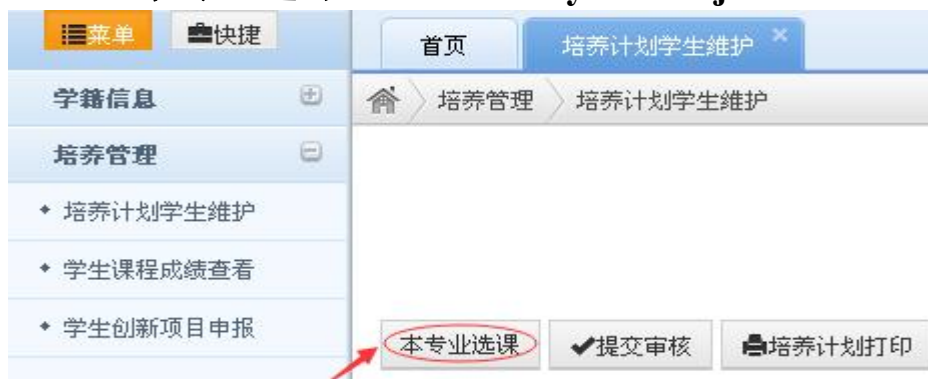 菜单 快捷
首页 培养计划学生维护
学籍信息
培养管理 培养计划学生维护
培养管理
培养计划学生维护
学生课程成绩查看
学生创新项目申报
本专业选课 提交审核 培养计划打印